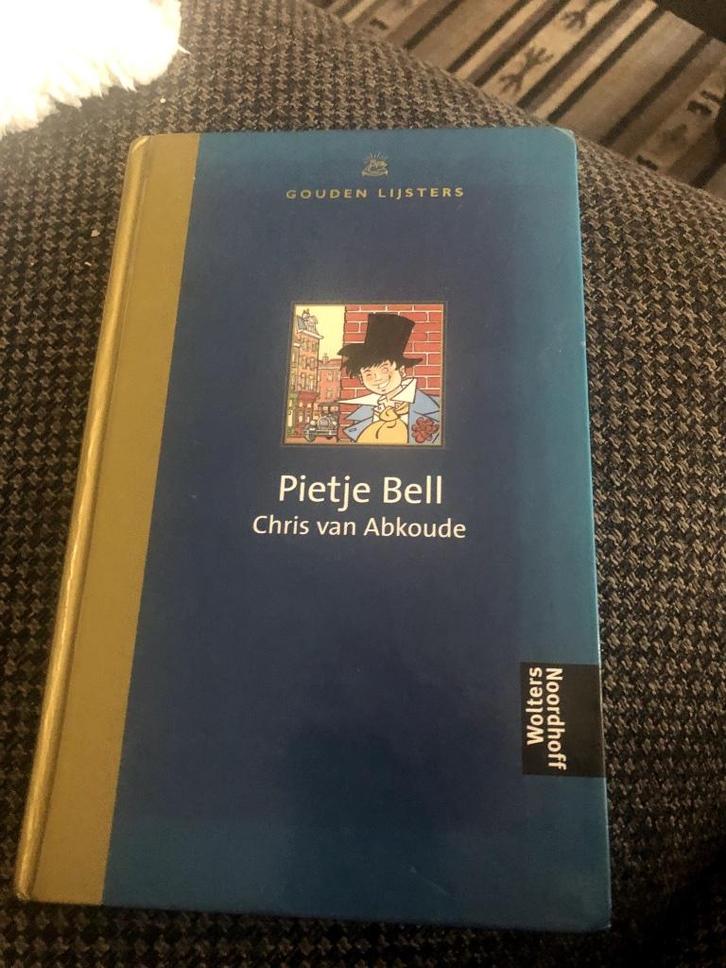 GOUDEN LIJSTERS
Pietje Bell
Chris van Abkoude
Wolters
Noordhoff